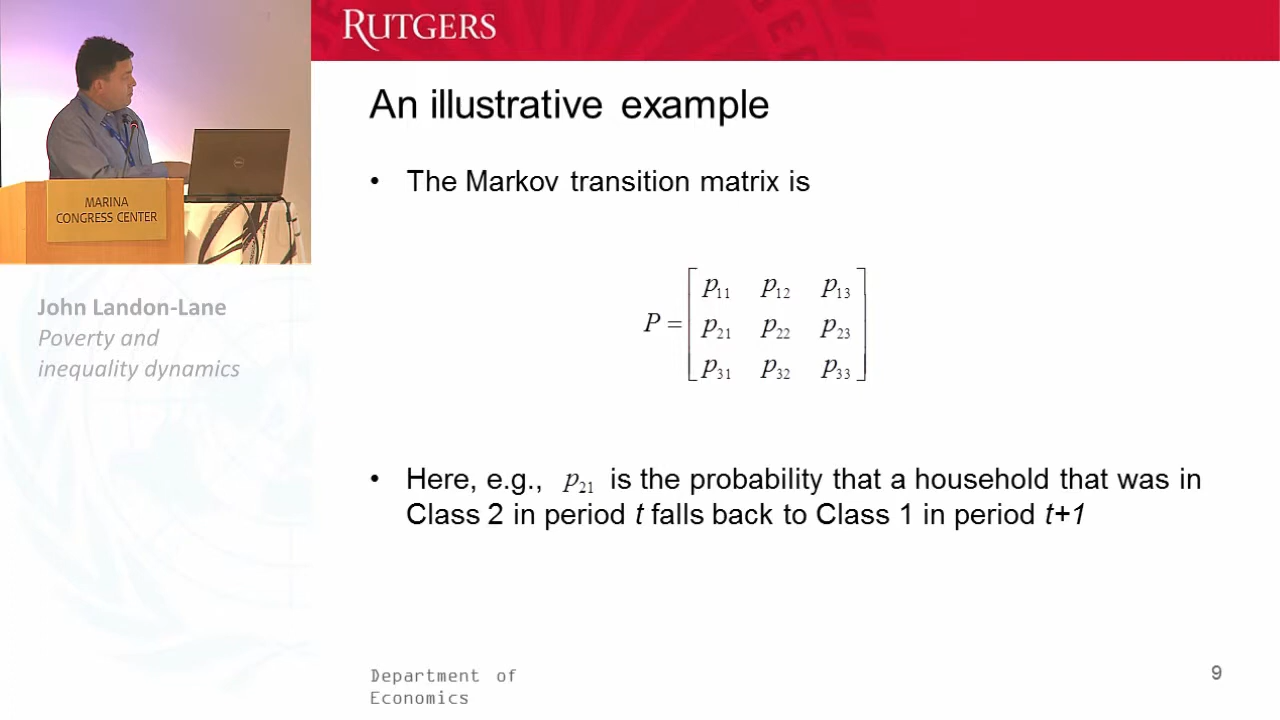 RUTGERS
An illustrative example
• The Markov transition matrix is
P = [ p11 p12 p13
p21 p22 p23
p31 p32 p33 ]
• Here, e.g., p21 is the probability that a household that was in
Class 2 in period t falls back to Class 1 in period t+1
Department of
Economics
9
MARINA
CONGRESS CENTER
DELL
John Landon-Lane
Poverty and
inequality dynamics